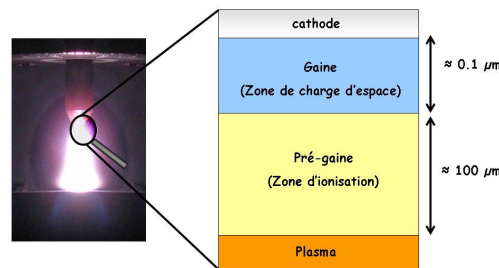 cathode
Gaine
(Zone de charge d'espace)
≈ 0.1 µm
Pré-gaine
(Zone d'ionisation)
≈ 100 µm
Plasma